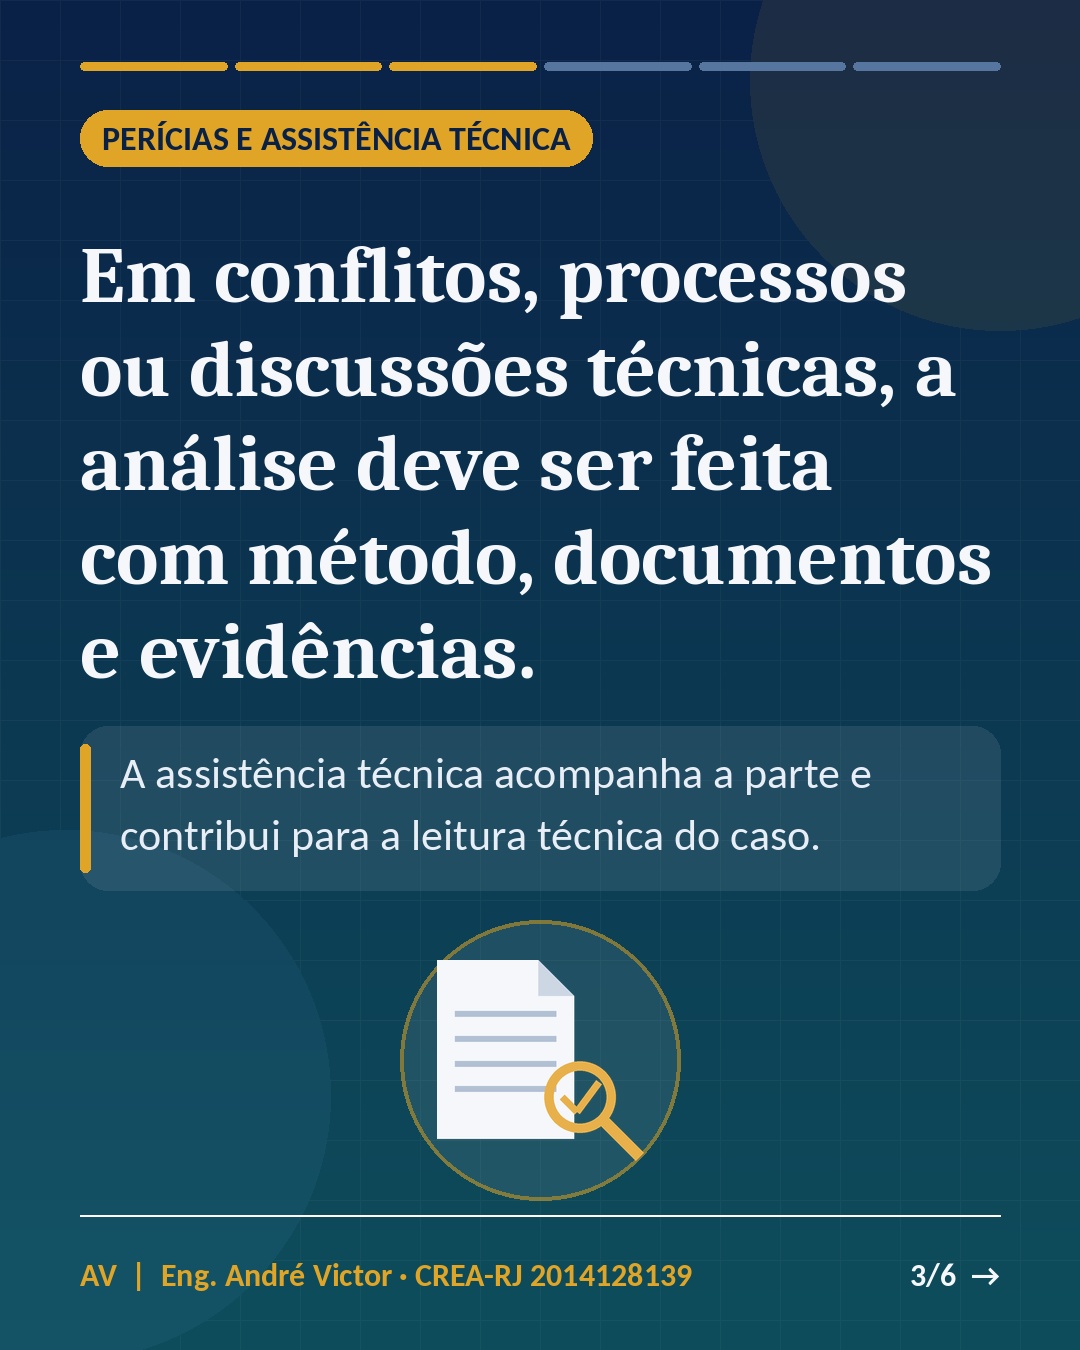 PERÍCIAS E ASSISTÊNCIA TÉCNICA
Em conflitos, processos
ou discussões técnicas, a
análise deve ser feita
com método, documentos
e evidências.
A assistência técnica acompanha a parte e
contribui para a leitura técnica do caso.
AV | Eng. André Victor · CREA-RJ 2014128139
3/6 →